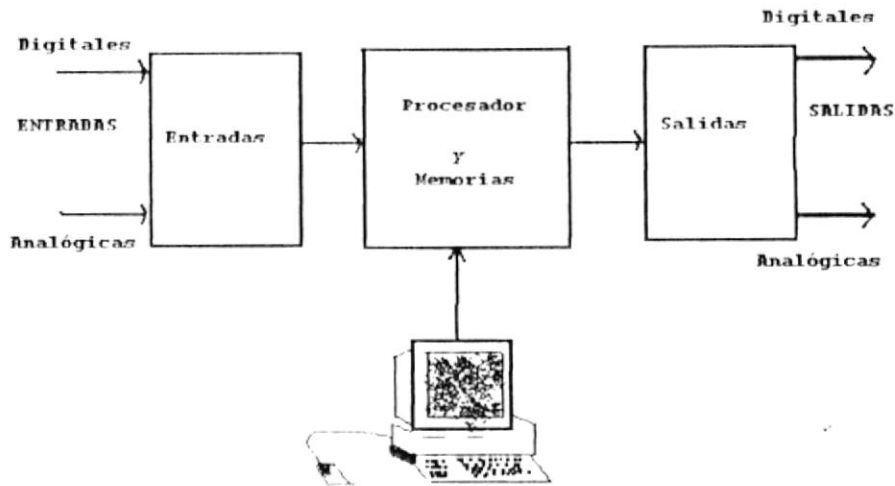 Digitales
ENTRADAS
Analógicas
Entradas
Procesador
y
Memorias
Salidas
Digitales
SALIDAS
Analógicas